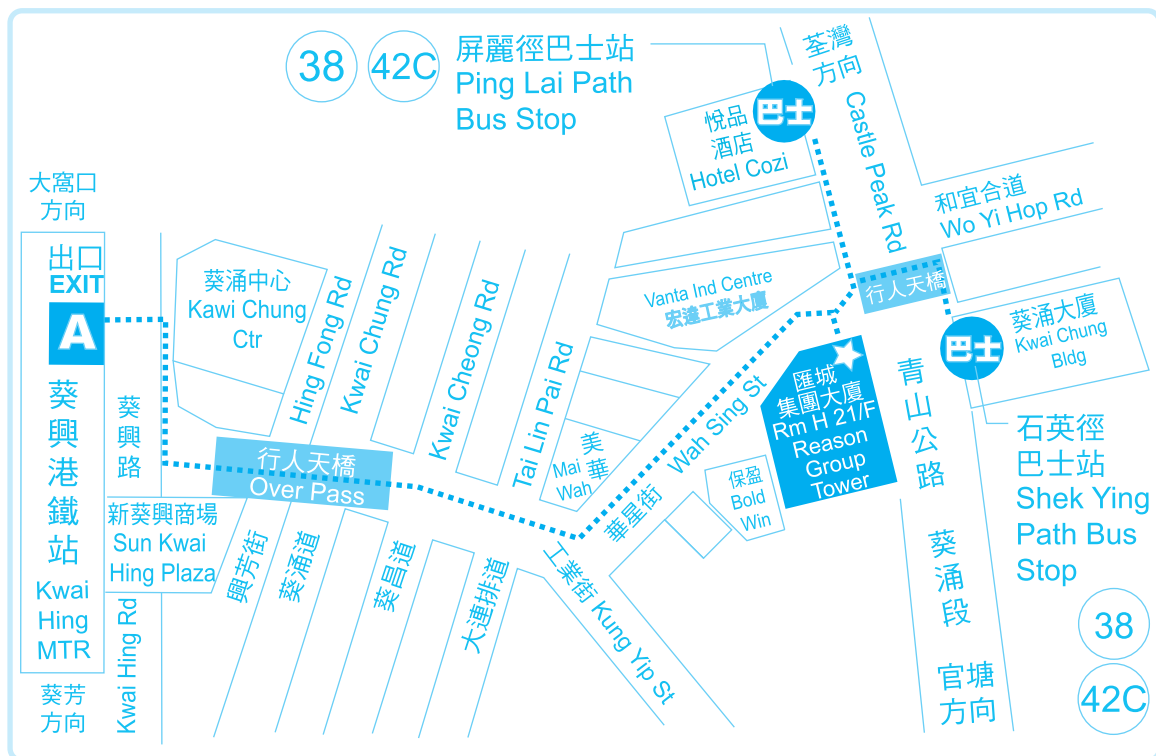 38
42C
屏麗徑巴士站
Ping Lai Path
Bus Stop
巴士
荃灣
方向
Castle Peak Rd
悅品
酒店
Hotel Cozi
和宜合道
Wo Yi Hop Rd
大窩口
方向
出口
EXIT
A
葵興港鐵站
Kwai
Hing
MTR
葵芳
方向
葵興路
Kwai Hing Rd
葵涌中心
Kawi Chung
Ctr
新葵興商場
Sun Kwai
Hing Plaza
Hing Fong Rd
Kwai Chung Rd
Kwai Cheong Rd
Tai Lin Pai Rd
行人天橋
Over Pass
興芳街
葵涌道
葵昌道
大連排道
工業街 Kung Yip St
美華
Mai
Wah
Vanta Ind Centre
宏達工業大廈
華星街
Wah Sing St
保盈
Bold
Win
匯城
集團大廈
Rm H 21/F
Reason
Group
Tower
行人天橋
巴士
葵涌大廈
Kwai Chung
Bldg
青山公路
葵涌段
官塘
方向
石英徑
巴士站
Shek Ying
Path Bus
Stop
38
42C